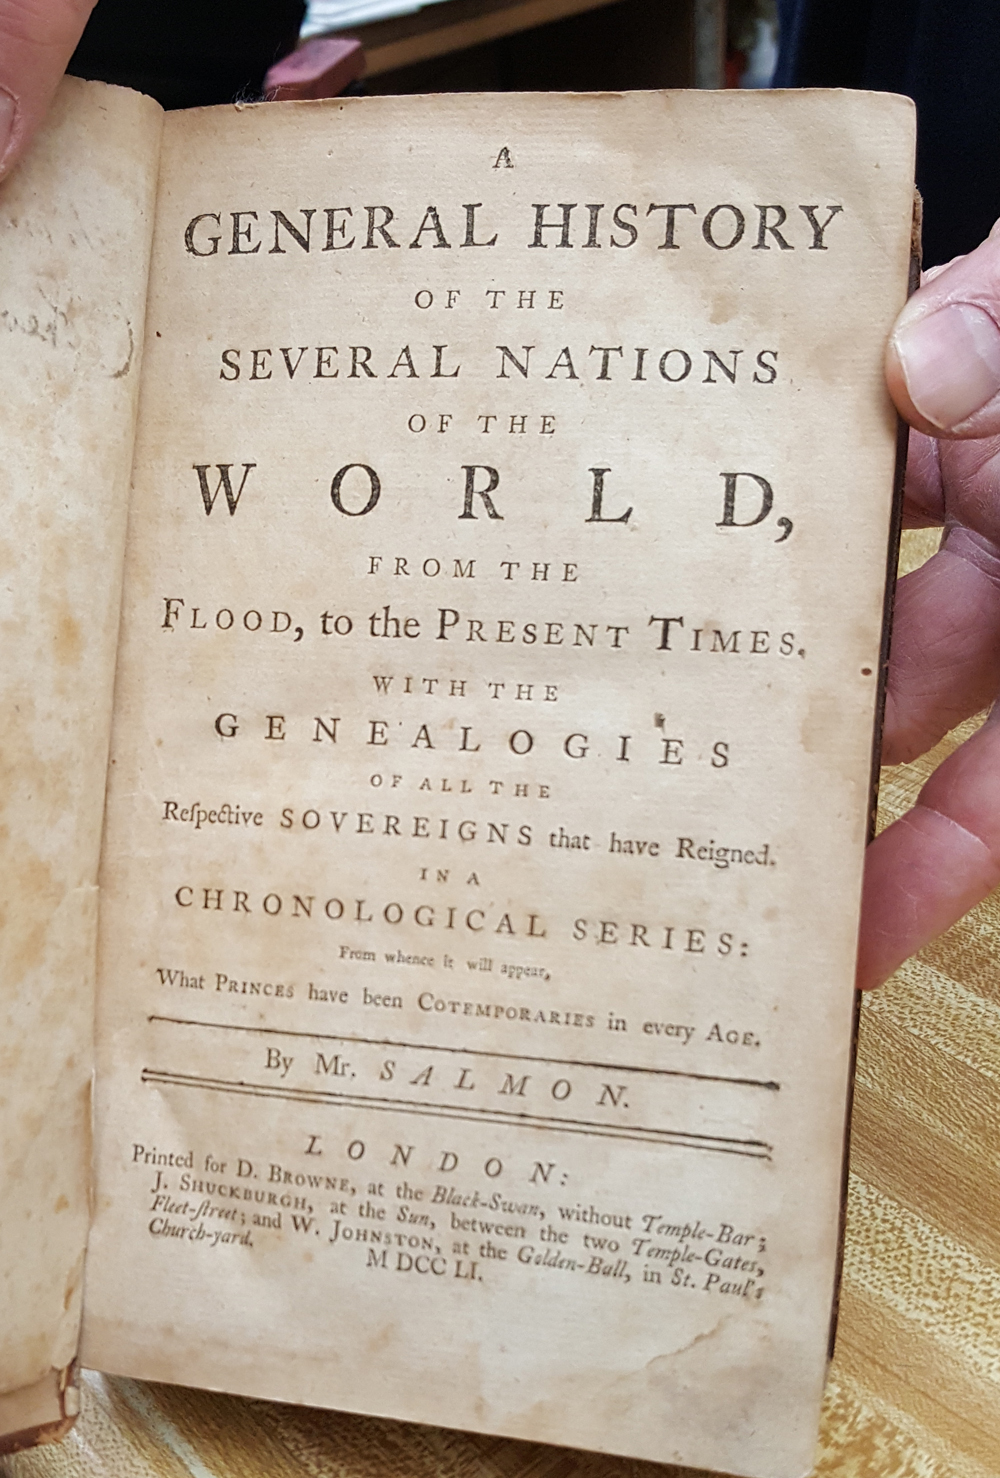 A
GENERAL HISTORY
OF THE
SEVERAL NATIONS
OF THE
WORLD,
FROM THE
FLOOD, to the PRESENT TIMES.
WITH THE
GENEALOGIES
OF ALL THE
Reſpective SOVEREIGNS that have Reigned.
IN A
CHRONOLOGICAL SERIES:
From whence it will appear,
What PRINCES have been COTEMPORARIES in every AGE.
By Mr. SALMON.
LONDON:
Printed for D. BROWNE, at the Black-Swan, without Temple-Bar;
J. SHUCKBURGH, at the Sun, between the two Temple-Gates,
Fleet-ſtreet; and W. JOHNSTON, at the Golden-Ball, in St. Paul's
Church-yard.
M DCC LI.